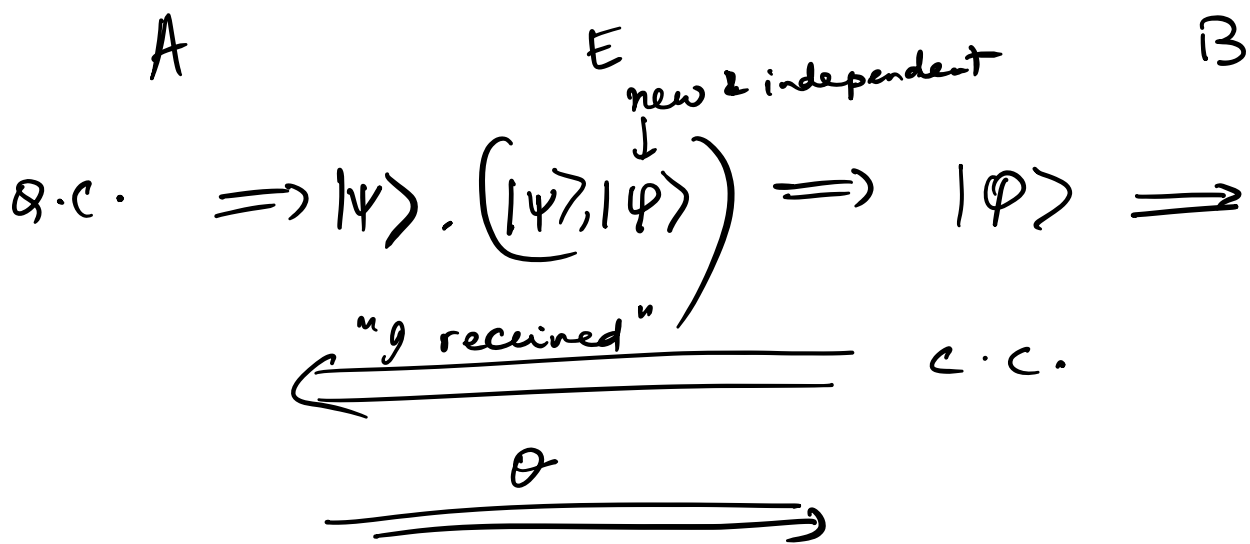 A E B
new & independent
↓
Q.C. ⇒ |ψ⟩. (|ψ⟩,|φ⟩) ⇒ |φ⟩ ⇒
"I received" C.C.
θ